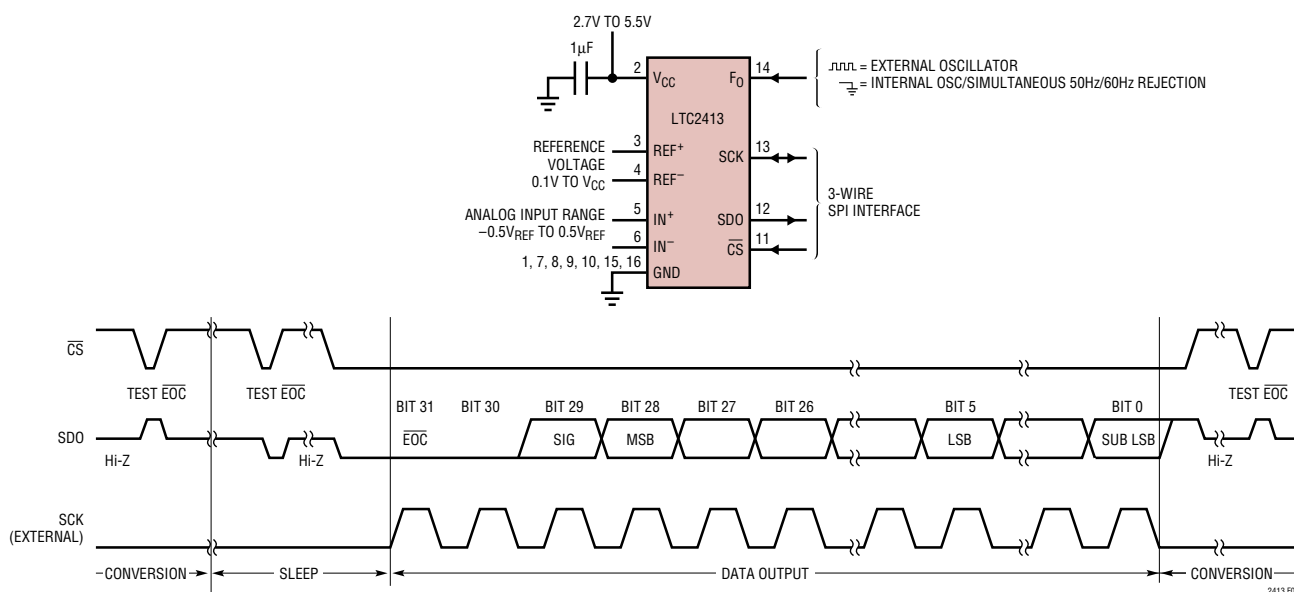 2.7V TO 5.5V
1µF
2
VCC
FO
14
= EXTERNAL OSCILLATOR
= INTERNAL OSC/SIMULTANEOUS 50Hz/60Hz REJECTION
LTC2413
REFERENCE
VOLTAGE
0.1V TO VCC
3
REF+
4
REF–
SCK
13
3-WIRE
SPI INTERFACE
ANALOG INPUT RANGE
–0.5VREF TO 0.5VREF
5
IN+
6
IN–
SDO
12
CS
11
1, 7, 8, 9, 10, 15, 16
GND
CS
TEST EOC
TEST EOC
TEST EOC
BIT 31
BIT 30
BIT 29
BIT 28
BIT 27
BIT 26
BIT 5
BIT 0
SDO
EOC
SIG
MSB
LSB
SUB LSB
Hi-Z
Hi-Z
Hi-Z
SCK
(EXTERNAL)
CONVERSION
SLEEP
DATA OUTPUT
CONVERSION